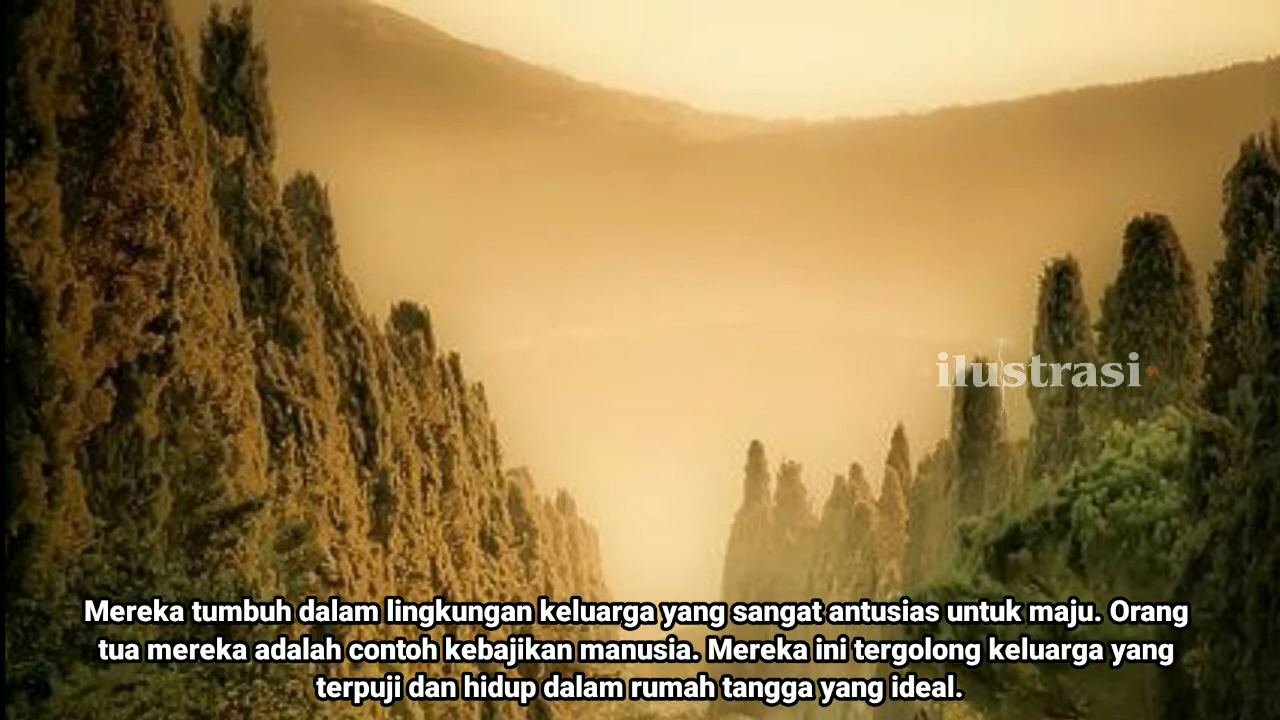 ilustrasi
Mereka tumbuh dalam lingkungan keluarga yang sangat antusias untuk maju. Orang
tua mereka adalah contoh kebajikan manusia. Mereka ini tergolong keluarga yang
terpuji dan hidup dalam rumah tangga yang ideal.